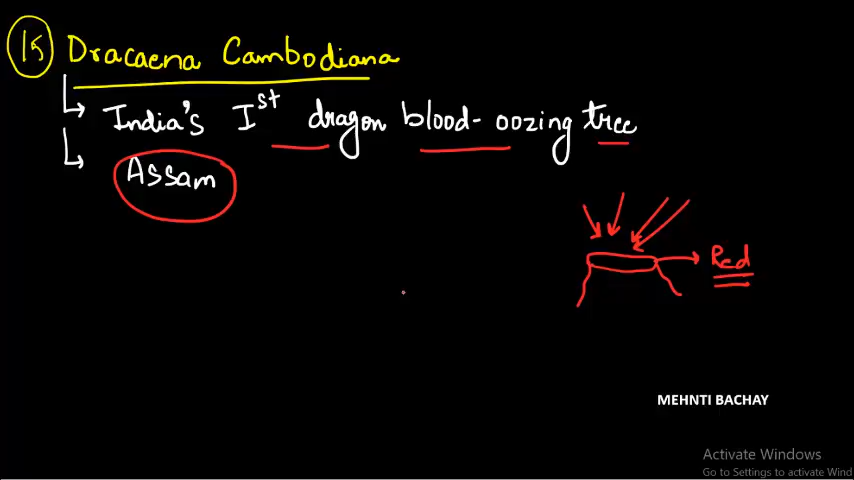 15 Dracaena Cambodiana
India's Ist dragon blood-oozing tree
Assam
Red
MEHNTI BACHAY
Activate Windows
Go to Settings to activate Wind